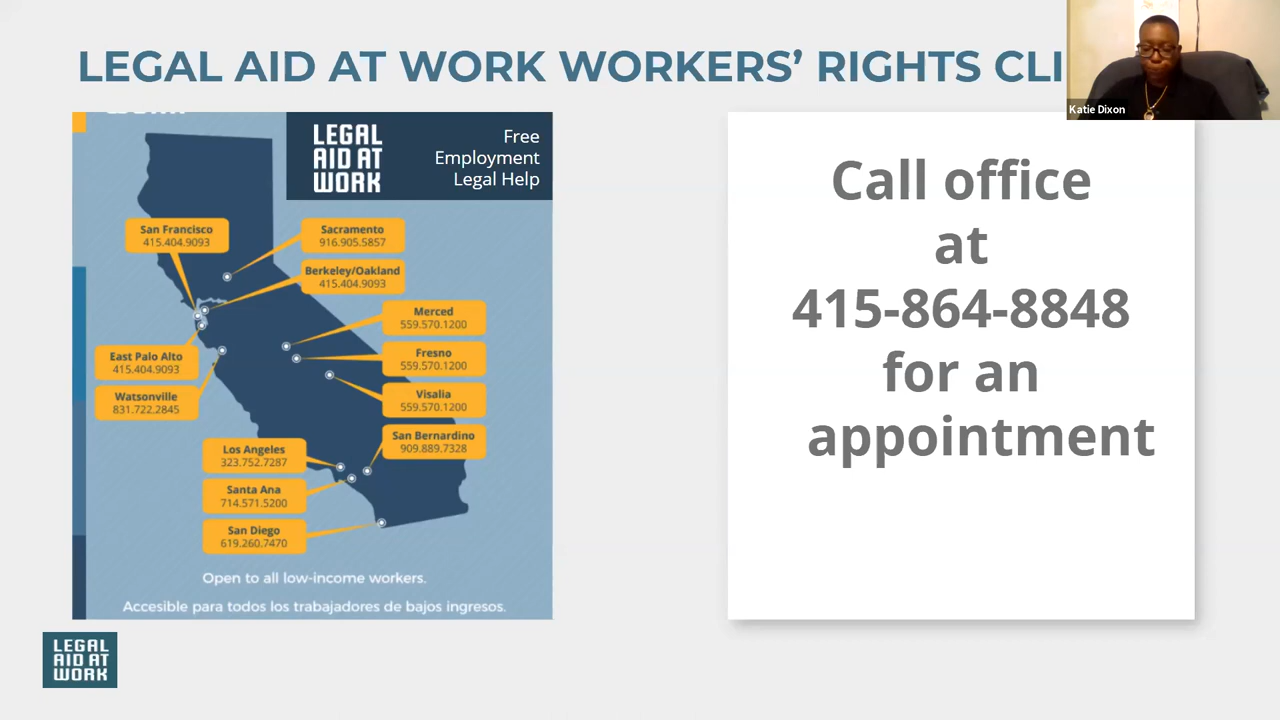 LEGAL AID AT WORK WORKERS’ RIGHTS CLI
Katie Dixon
LEGAL
AID AT
WORK
Free
Employment
Legal Help
San Francisco
415.404.9093
Sacramento
916.905.5857
Berkeley/Oakland
415.404.9093
Merced
559.570.1200
East Palo Alto
415.404.9093
Fresno
559.570.1200
Watsonville
831.722.2845
Visalia
559.570.1200
San Bernardino
909.889.7328
Los Angeles
323.752.7287
Santa Ana
714.571.5200
San Diego
619.260.7470
Open to all low-income workers.
Accesible para todos los trabajadores de bajos ingresos.
Call office
at
415-864-8848
for an
appointment
LEGAL
AID AT
WORK